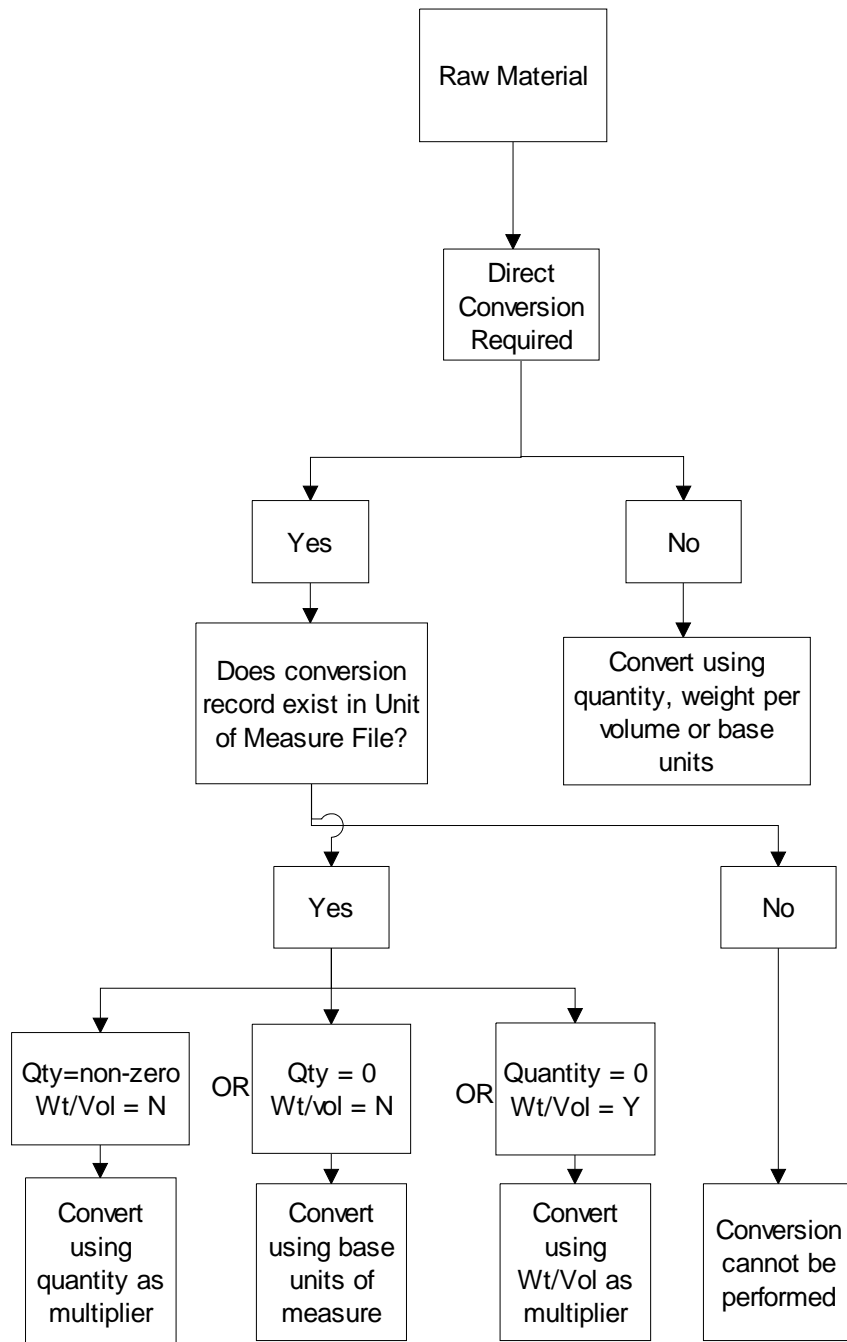 Raw Material
Direct
Conversion
Required
Yes
No
Does conversion
record exist in Unit
of Measure File?
Convert using
quantity, weight per
volume or base
units
Yes
No
Qty=non-zero
Wt/Vol = N
OR
Qty = 0
Wt/vol = N
OR
Quantity = 0
Wt/Vol = Y
Convert
using
quantity as
multiplier
Convert
using base
units of
measure
Convert
using
Wt/Vol as
multiplier
Conversion
cannot be
performed